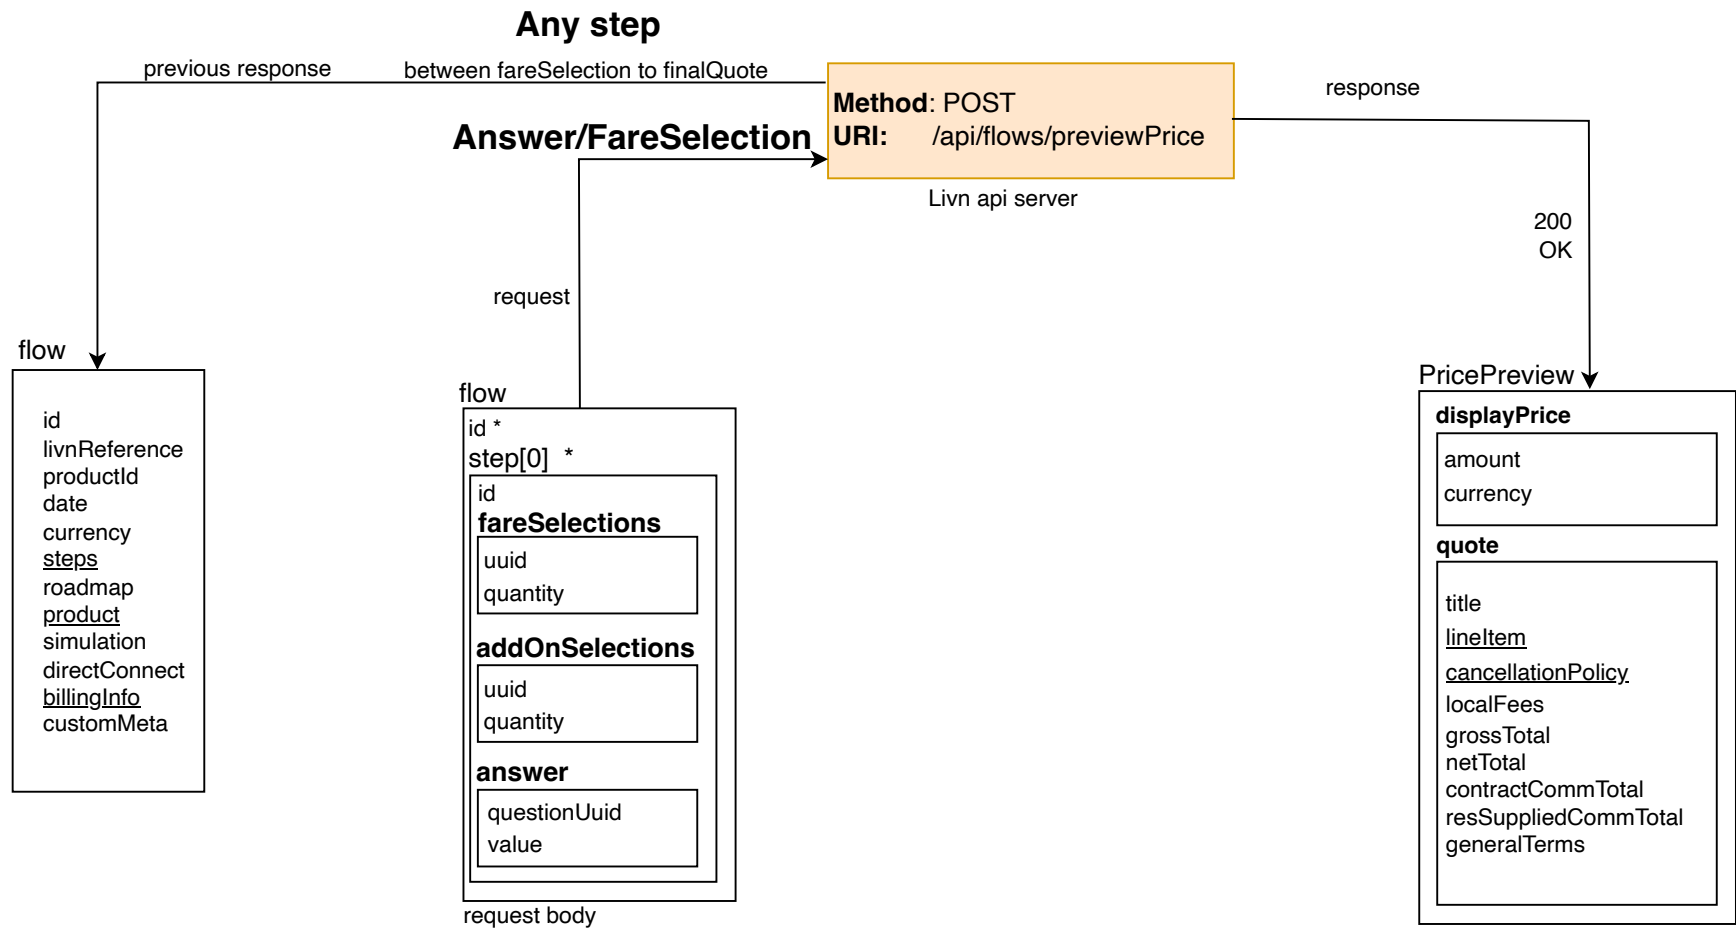 Any step
previous response
between fareSelection to finalQuote
Answer/FareSelection
Method: POST
URI: /api/flows/previewPrice
Livn api server
response
200
OK
request
flow
id
livnReference
productId
date
currency
steps
roadmap
product
simulation
directConnect
billingInfo
customMeta
flow
id *
step[0] *
id
fareSelections
uuid
quantity
addOnSelections
uuid
quantity
answer
questionUuid
value
request body
PricePreview
displayPrice
amount
currency
quote
title
lineItem
cancellationPolicy
localFees
grossTotal
netTotal
contractCommTotal
resSuppliedCommTotal
generalTerms